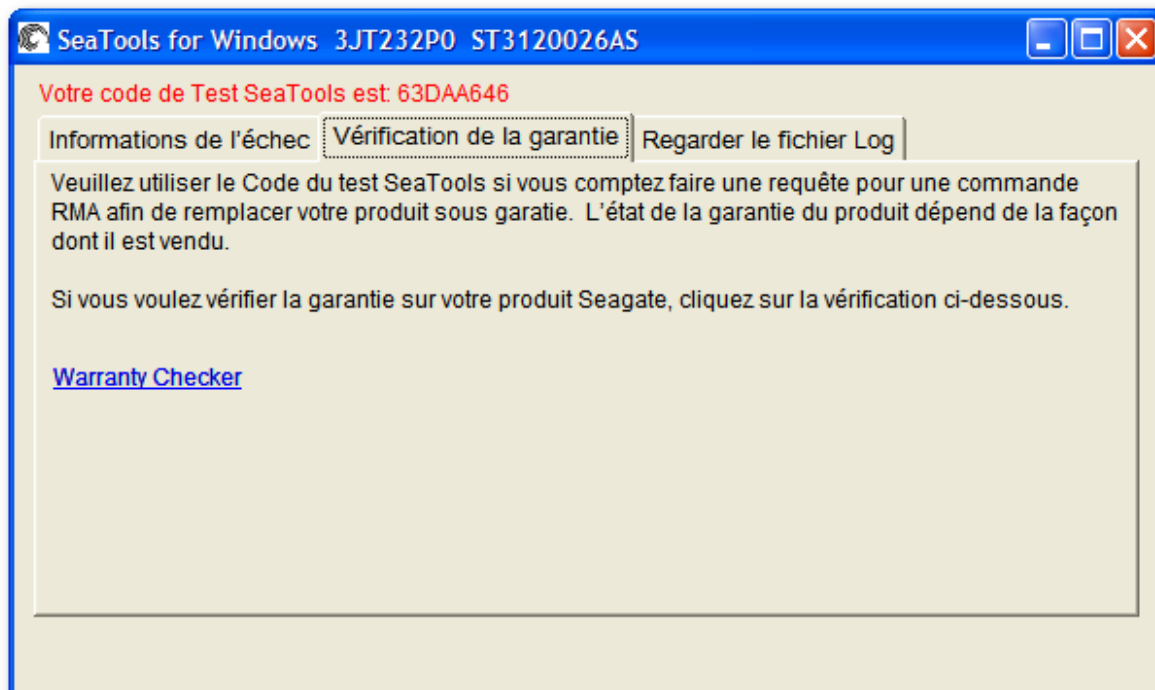 SeaTools for Windows 3JT232P0 ST3120026AS
Votre code de Test SeaTools est: 63DAA646
Informations de l'échec Vérification de la garantie Regarder le fichier Log
Veuillez utiliser le Code du test SeaTools si vous comptez faire une requête pour une commande
RMA afin de remplacer votre produit sous garatie. L'état de la garantie du produit dépend de la façon
dont il est vendu.
Si vous voulez vérifier la garantie sur votre produit Seagate, cliquez sur la vérification ci-dessous.
Warranty Checker